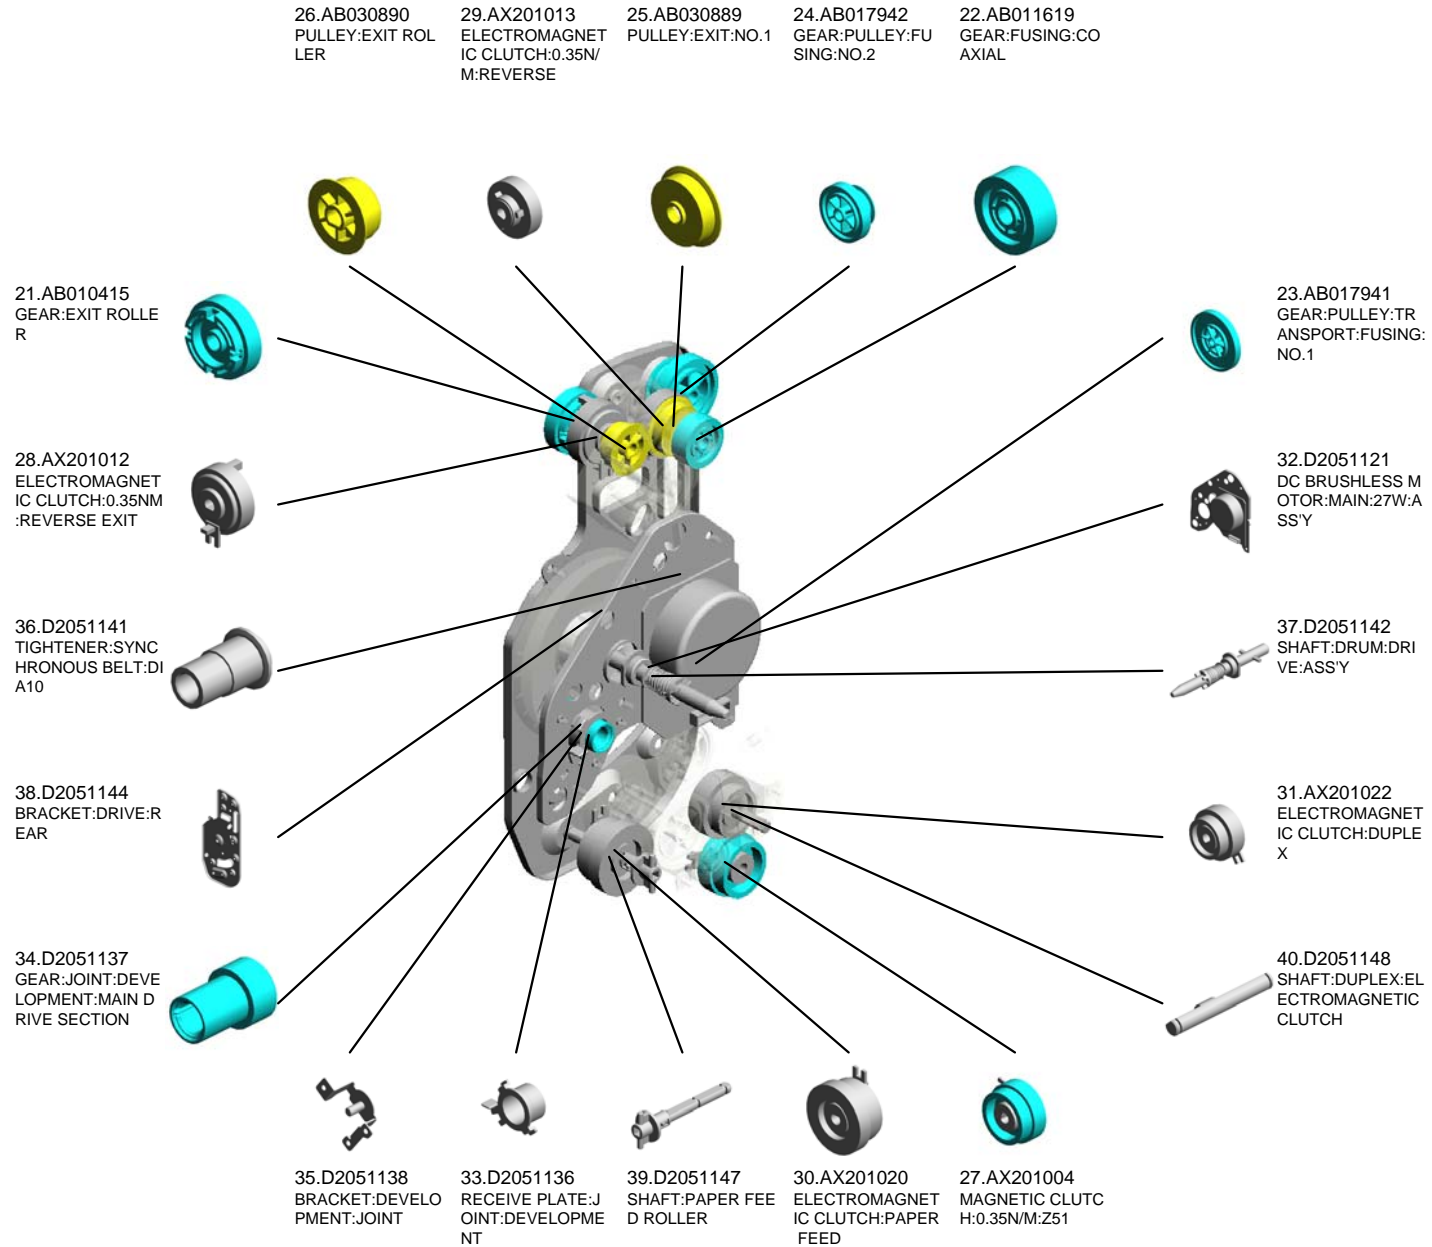 26.AB030890
PULLEY:EXIT ROL
LER
29.AX201013
ELECTROMAGNET
IC CLUTCH:0.35N/
M:REVERSE
25.AB030889
PULLEY:EXIT:NO.1
24.AB017942
GEAR:PULLEY:FU
SING:NO.2
22.AB011619
GEAR:FUSING:CO
AXIAL
21.AB010415
GEAR:EXIT ROLLE
R
23.AB017941
GEAR:PULLEY:TR
ANSPORT:FUSING:
NO.1
28.AX201012
ELECTROMAGNET
IC CLUTCH:0.35NM
:REVERSE EXIT
32.D2051121
DC BRUSHLESS M
OTOR:MAIN:27W:A
SS'Y
36.D2051141
TIGHTENER:SYNC
HRONOUS BELT:DI
A10
37.D2051142
SHAFT:DRUM:DRI
VE:ASS'Y
38.D2051144
BRACKET:DRIVE:R
EAR
31.AX201022
ELECTROMAGNET
IC CLUTCH:DUPLE
X
34.D2051137
GEAR:JOINT:DEVE
LOPMENT:MAIN D
RIVE SECTION
40.D2051148
SHAFT:DUPLEX:EL
ECTROMAGNETIC
CLUTCH
35.D2051138
BRACKET:DEVELO
PMENT:JOINT
33.D2051136
RECEIVE PLATE:J
OINT:DEVELOPME
NT
39.D2051147
SHAFT:PAPER FEE
D ROLLER
30.AX201020
ELECTROMAGNET
IC CLUTCH:PAPER
FEED
27.AX201004
MAGNETIC CLUTC
H:0.35N/M:Z51